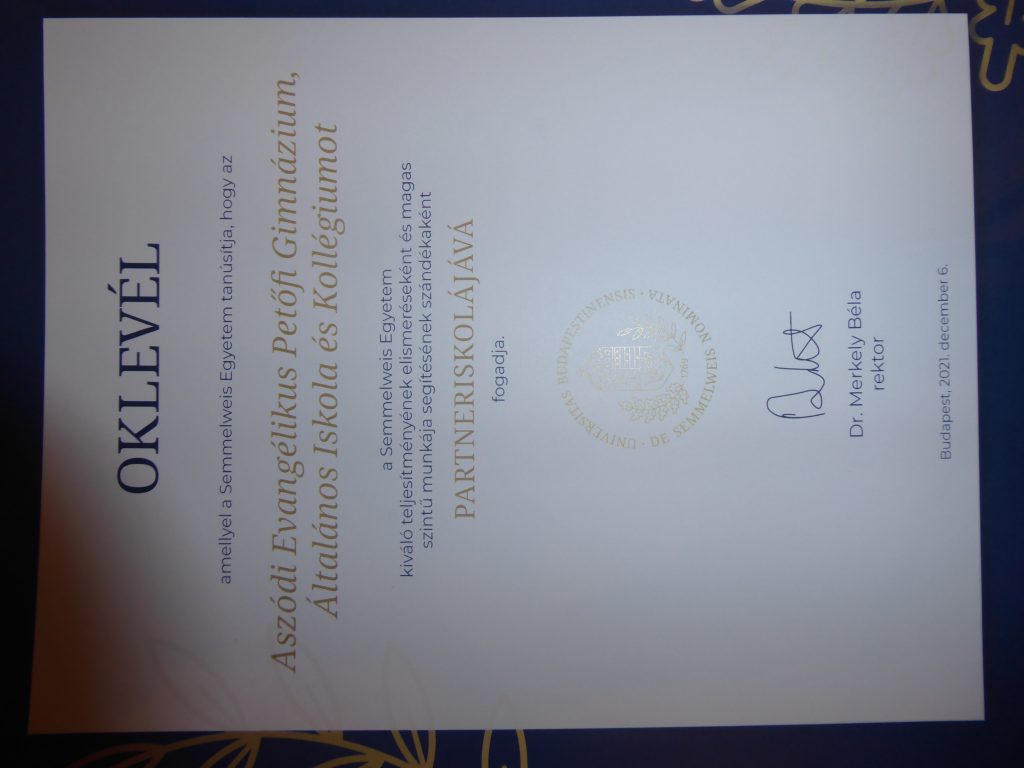 OKLEVÉL
amellyel a Semmelweis Egyetem tanúsítja, hogy az
Aszódi Evangélikus Petőfi Gimnázium,
Általános Iskola és Kollégiumot
a Semmelweis Egyetem
kiváló teljesítményének elismeréseként és magas
szintű munkája segítésének szándékaként
PARTNERISKOLÁJÁVÁ
fogadja.
UNIVERSITAS BUDAPESTINENSIS · DE SEMMELWEIS NOMINATA ·
1769
Dr. Merkely Béla
rektor
Budapest, 2021. december 6.